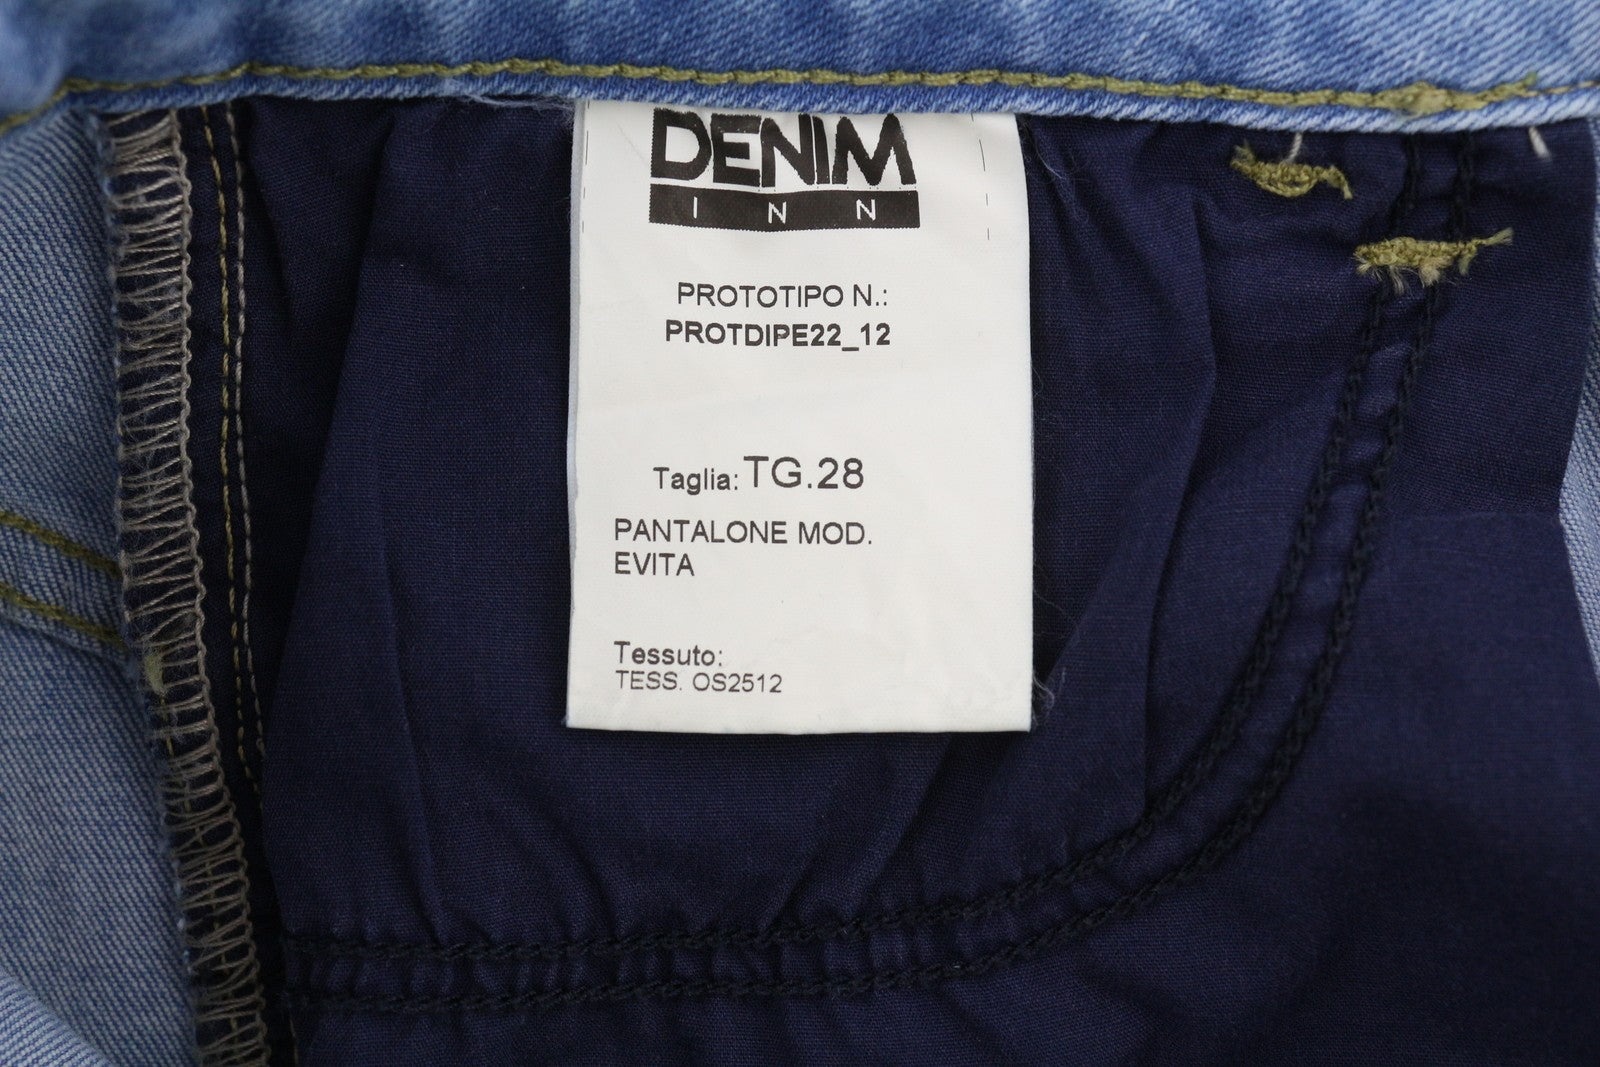 DENIM
INN
PROTOTIPO N.:
PROTDIPE22_12
Taglia: TG.28
PANTALONE MOD.
EVITA
Tessuto:
TESS. OS2512